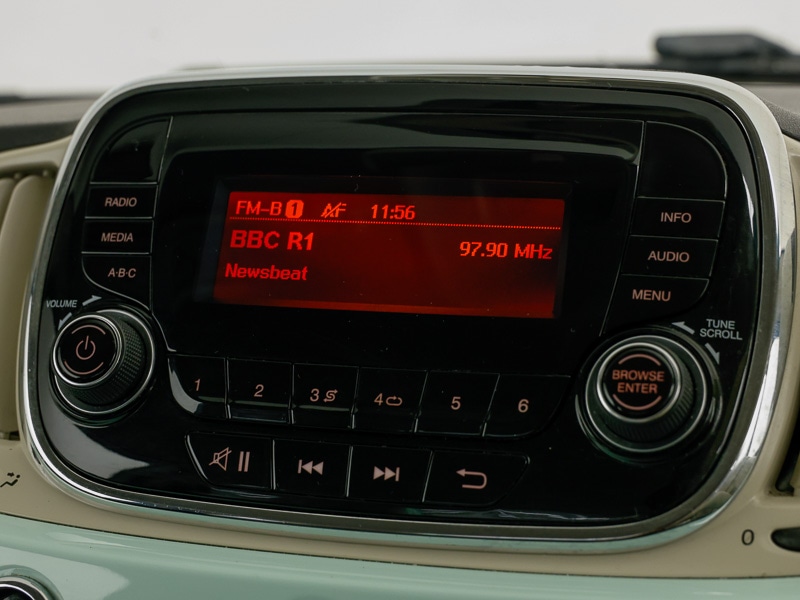 FM-B 1 AF 11:56
BBC R1
97.90 MHz
Newsbeat
RADIO
MEDIA
A·B·C
VOLUME
INFO
AUDIO
MENU
TUNE
SCROLL
BROWSE
ENTER
1 2 3 4 5 6
0